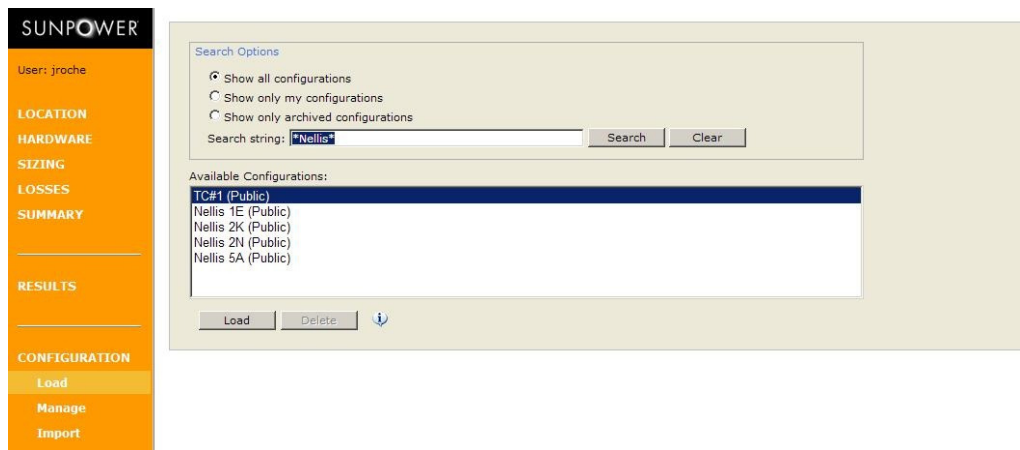 SUNPOWER
User: jroche
LOCATION
HARDWARE
SIZING
LOSSES
SUMMARY
RESULTS
CONFIGURATION
Load
Manage
Import
Search Options
Show all configurations
Show only my configurations
Show only archived configurations
Search string: *Nellis* Search Clear
Available Configurations:
TC#1 (Public)
Nellis 1E (Public)
Nellis 2K (Public)
Nellis 2N (Public)
Nellis 5A (Public)
Load Delete